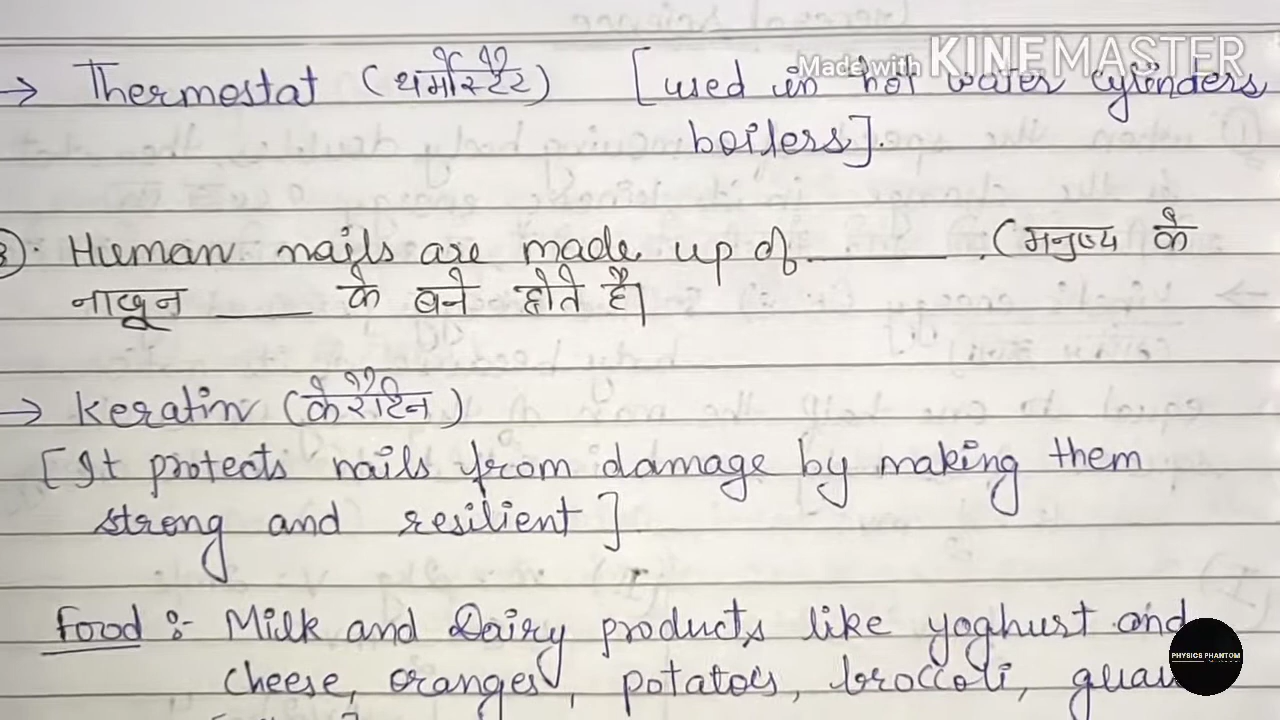 Made with KINEMASTER
→ Thermostat (थर्मोस्टेट) [used in hot water cylinders
boilers].
3). Human nails are made up of ______ . (मनुष्य के
नाखून ____ के बने होते है।
→ Keratin (केराटिन)
[It protects nails from damage by making them
strong and resilient]
Food :- Milk and Dairy products like yoghurt and
cheese, oranges, potatoes, broccoli,
PHYSICS PHANTOM